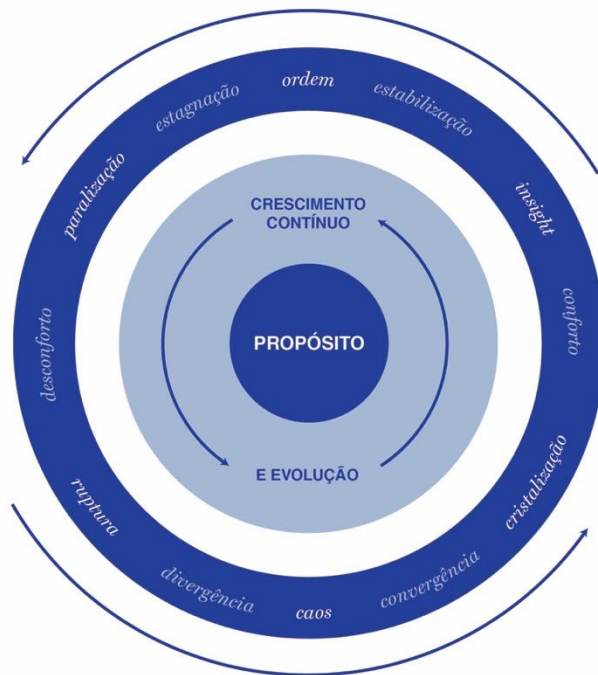 ordem
estabilização
insight
conforto
cristalização
convergência
caos
divergência
ruptura
desconforto
paralização
estagnação
CRESCIMENTO
CONTÍNUO
PROPÓSITO
E EVOLUÇÃO